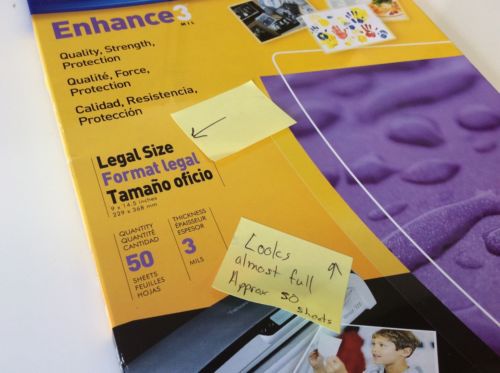 Enhance3
MIL
Quality, Strength,
Protection
Qualité, Force,
Protection
Calidad, Resistencia,
Protección
Legal Size
Format legal
Tamaño oficio
9 x 14.5 inches
229 x 368 mm
QUANTITY
QUANTITÉ
CANTIDAD
50
SHEETS
FEUILLES
HOJAS
THICKNESS
ÉPAISSEUR
ESPESOR
3
MILS
Looks
almost full
Approx 50
sheets